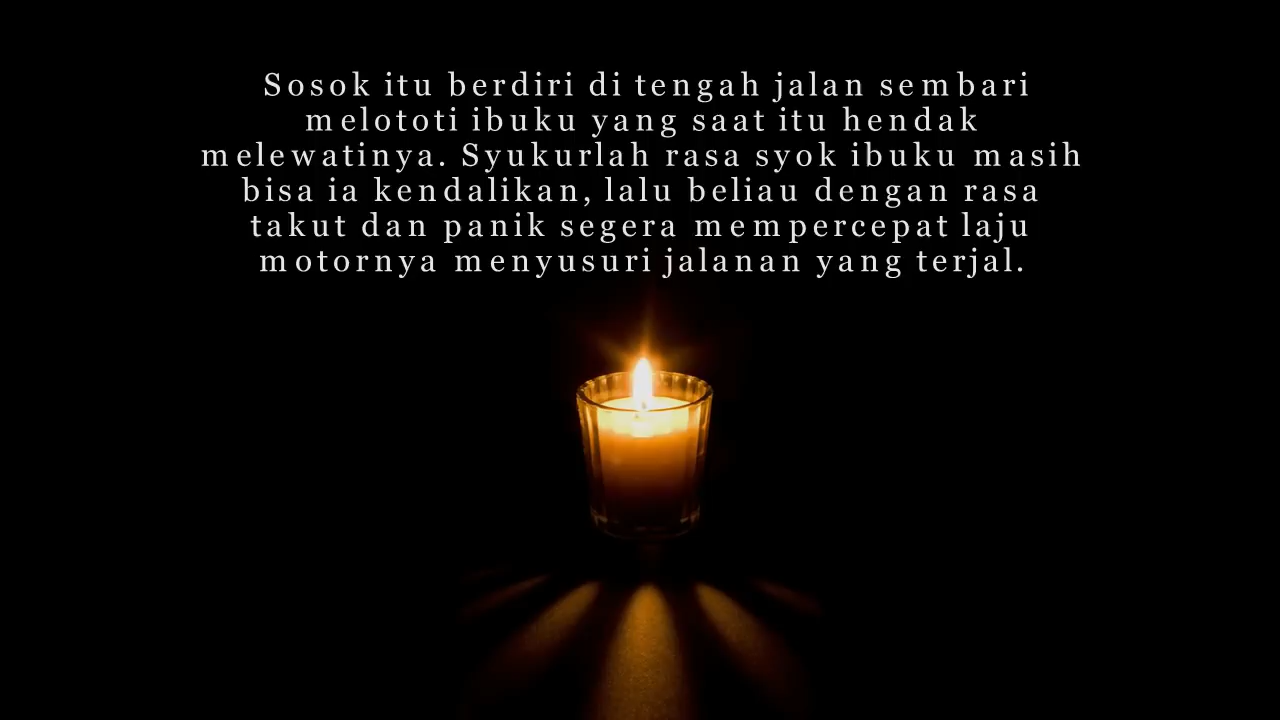 Sosok itu berdiri di tengah jalan sembari
melototi ibuku yang saat itu hendak
melewatinya. Syukurlah rasa syok ibuku masih
bisa ia kendalikan, lalu beliau dengan rasa
takut dan panik segera mempercepat laju
motornya menyusuri jalanan yang terjal.